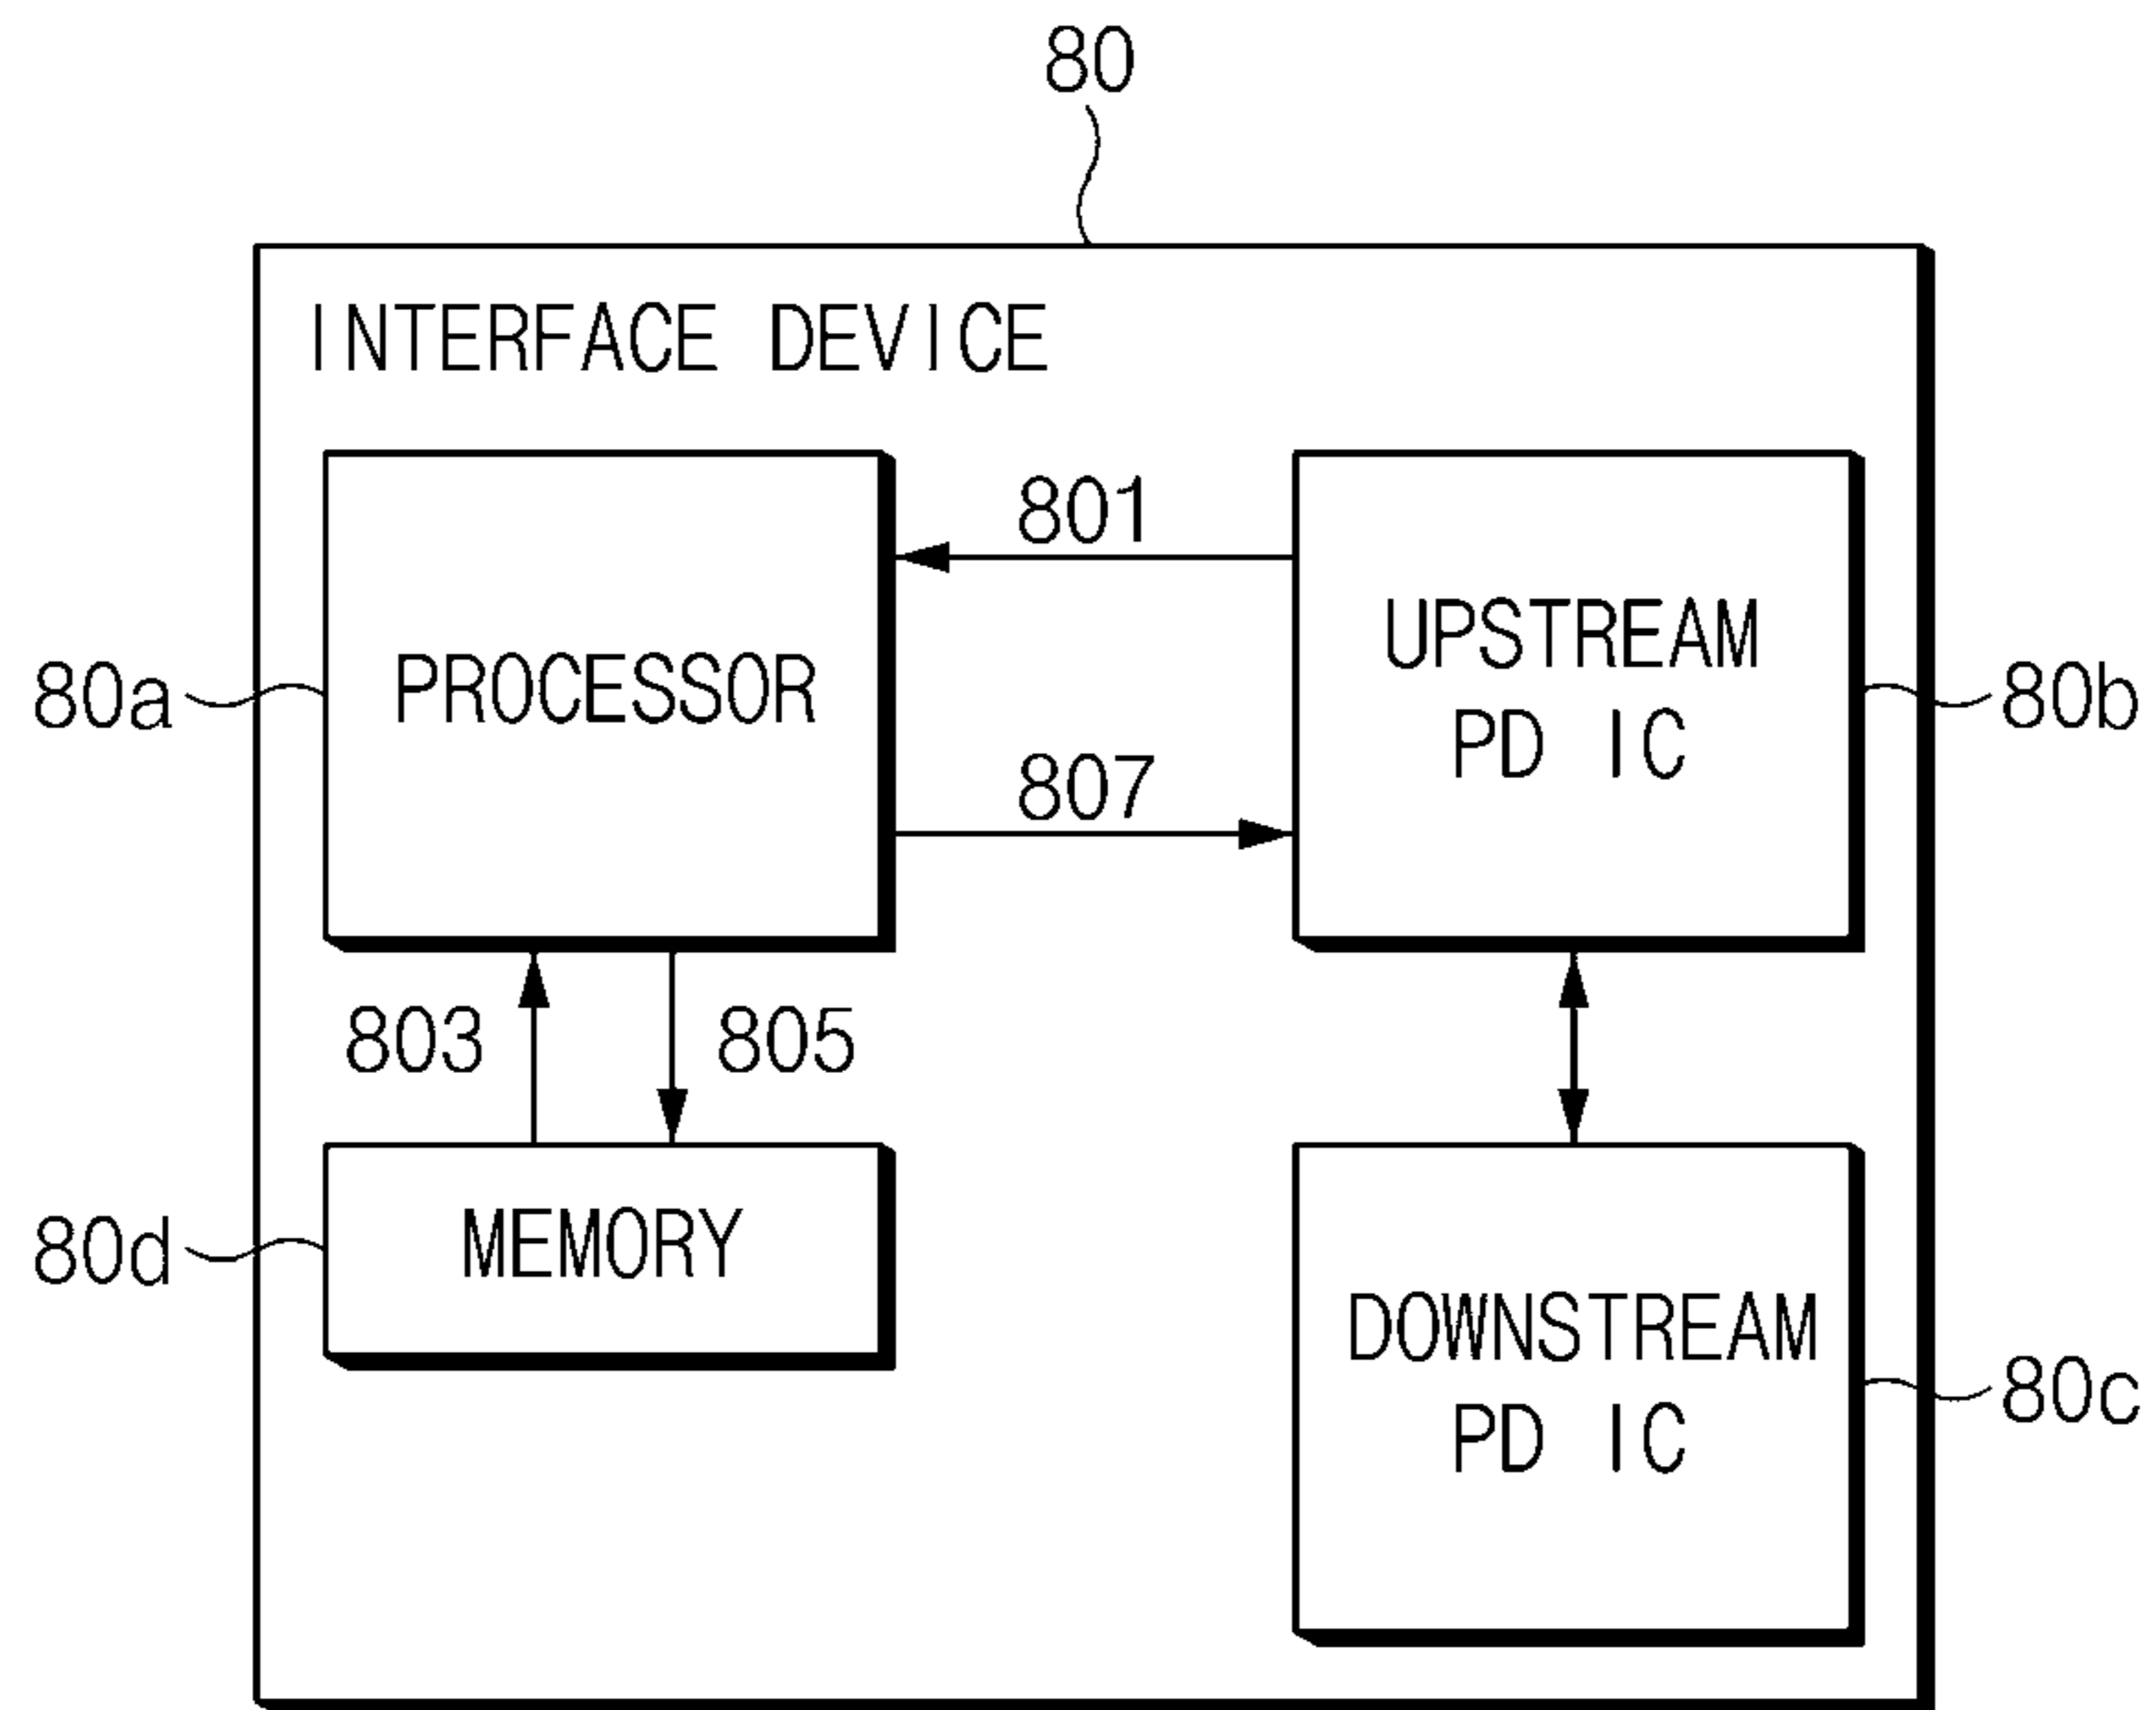 80
INTERFACE DEVICE
801
UPSTREAM
PD IC
PROCESSOR
80a
80b
807
803
805
80d
MEMORY
DOWNSTREAM
PD IC
80c